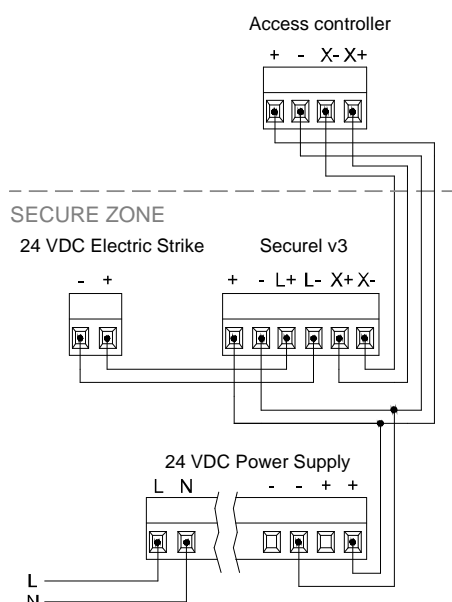 Access controller
+ - X- X+
SECURE ZONE
24 VDC Electric Strike
Securel v3
- +
+ - L+ L- X+ X-
24 VDC Power Supply
L N - - + +
L
N